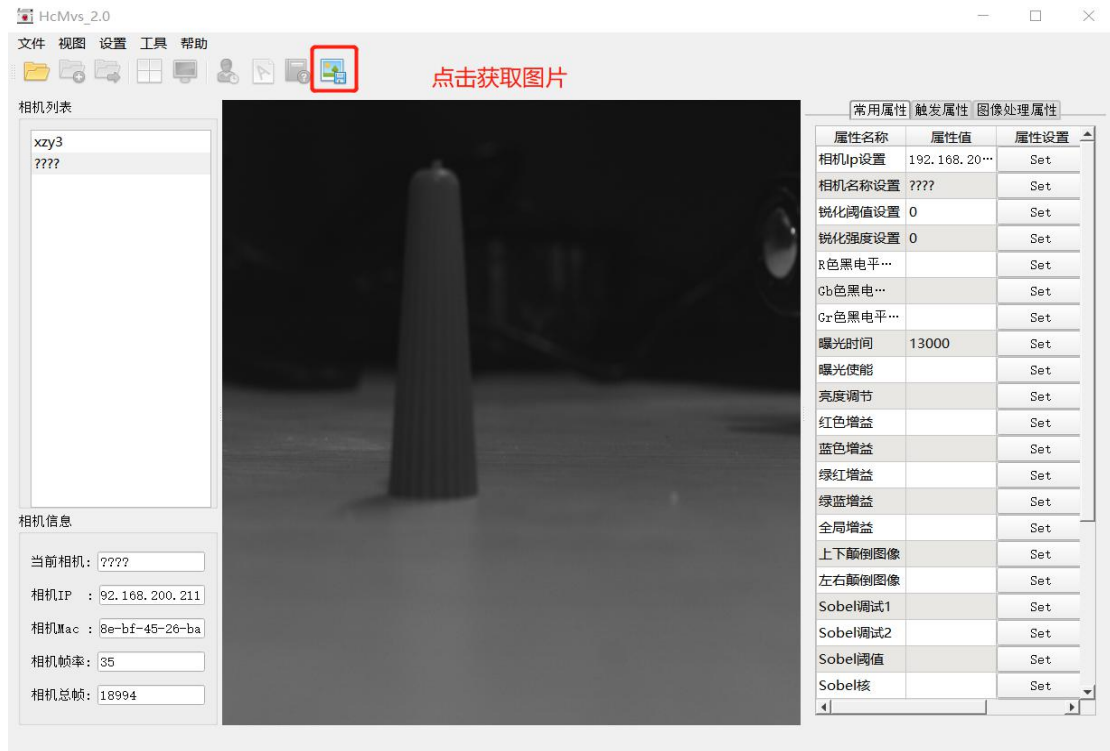 HcMvs_2.0
文件 视图 设置 工具 帮助
点击获取图片
相机列表
xzy3
????
相机信息
当前相机: ????
相机IP : 92.168.200.211
相机Mac : 8e-bf-45-26-ba
相机帧率: 35
相机总帧: 18994
常用属性 触发属性 图像处理属性
属性名称 属性值 属性设置
相机Ip设置 192.168.20… Set
相机名称设置 ???? Set
锐化阈值设置 0 Set
锐化强度设置 0 Set
R色黑电平… Set
Gb色黑电… Set
Gr色黑电平… Set
曝光时间 13000 Set
曝光使能 Set
亮度调节 Set
红色增益 Set
蓝色增益 Set
绿红增益 Set
绿蓝增益 Set
全局增益 Set
上下颠倒图像 Set
左右颠倒图像 Set
Sobel调试1 Set
Sobel调试2 Set
Sobel阈值 Set
Sobel核 Set